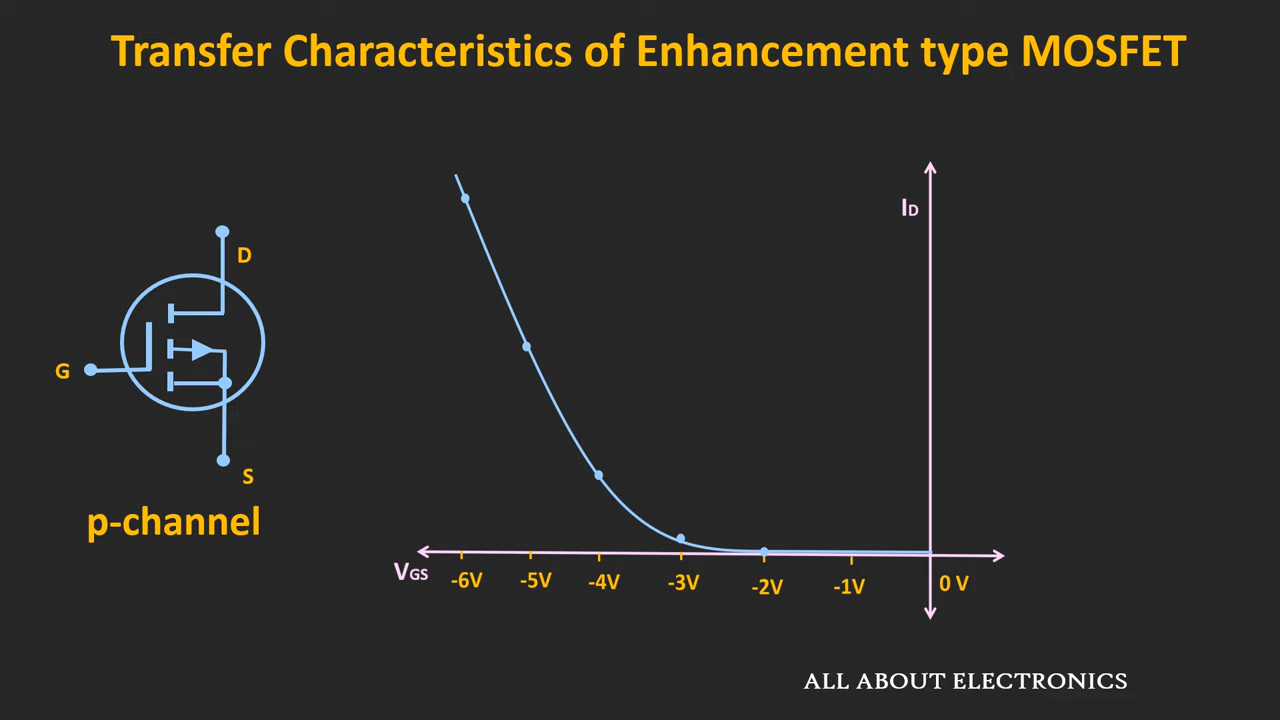 Transfer Characteristics of Enhancement type MOSFET
ID
D
G
S
p-channel
VGS
-6V -5V -4V -3V -2V -1V 0 V
ALL ABOUT ELECTRONICS